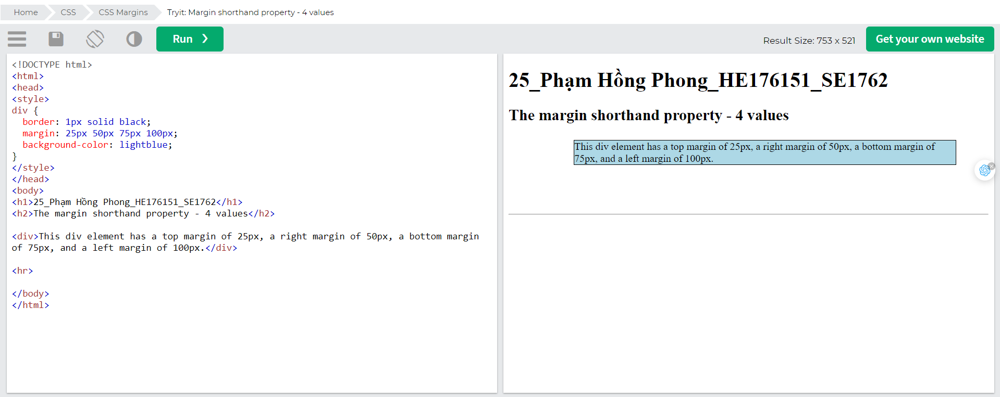 Home CSS CSS Margins Tryit: Margin shorthand property - 4 values
Run ❯ Result Size: 753 x 521 Get your own website
<!DOCTYPE html>
<html>
<head>
<style>
div {
  border: 1px solid black;
  margin: 25px 50px 75px 100px;
  background-color: lightblue;
}
</style>
</head>
<body>
<h1>25_Phạm Hồng Phong_HE176151_SE1762</h1>
<h2>The margin shorthand property - 4 values</h2>
<div>This div element has a top margin of 25px, a right margin of 50px, a bottom margin
of 75px, and a left margin of 100px.</div>
<hr>
</body>
</html>
25_Phạm Hồng Phong_HE176151_SE1762
The margin shorthand property - 4 values
This div element has a top margin of 25px, a right margin of 50px, a bottom margin of
75px, and a left margin of 100px.